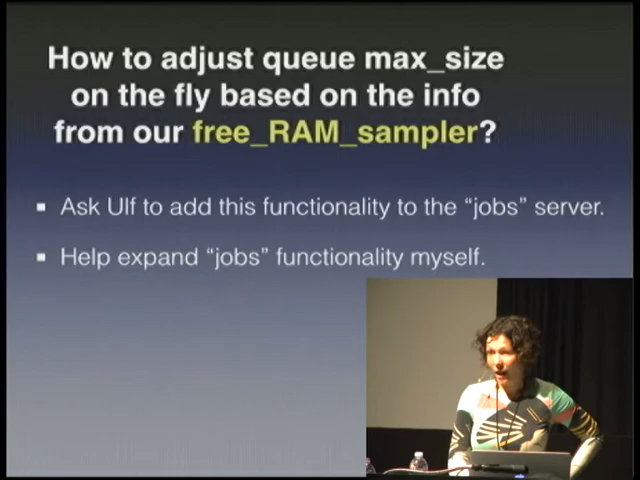 How to adjust queue max_size
on the fly based on the info
from our free_RAM_sampler?
▪ Ask Ulf to add this functionality to the “jobs” server.
▪ Help expand “jobs” functionality myself.